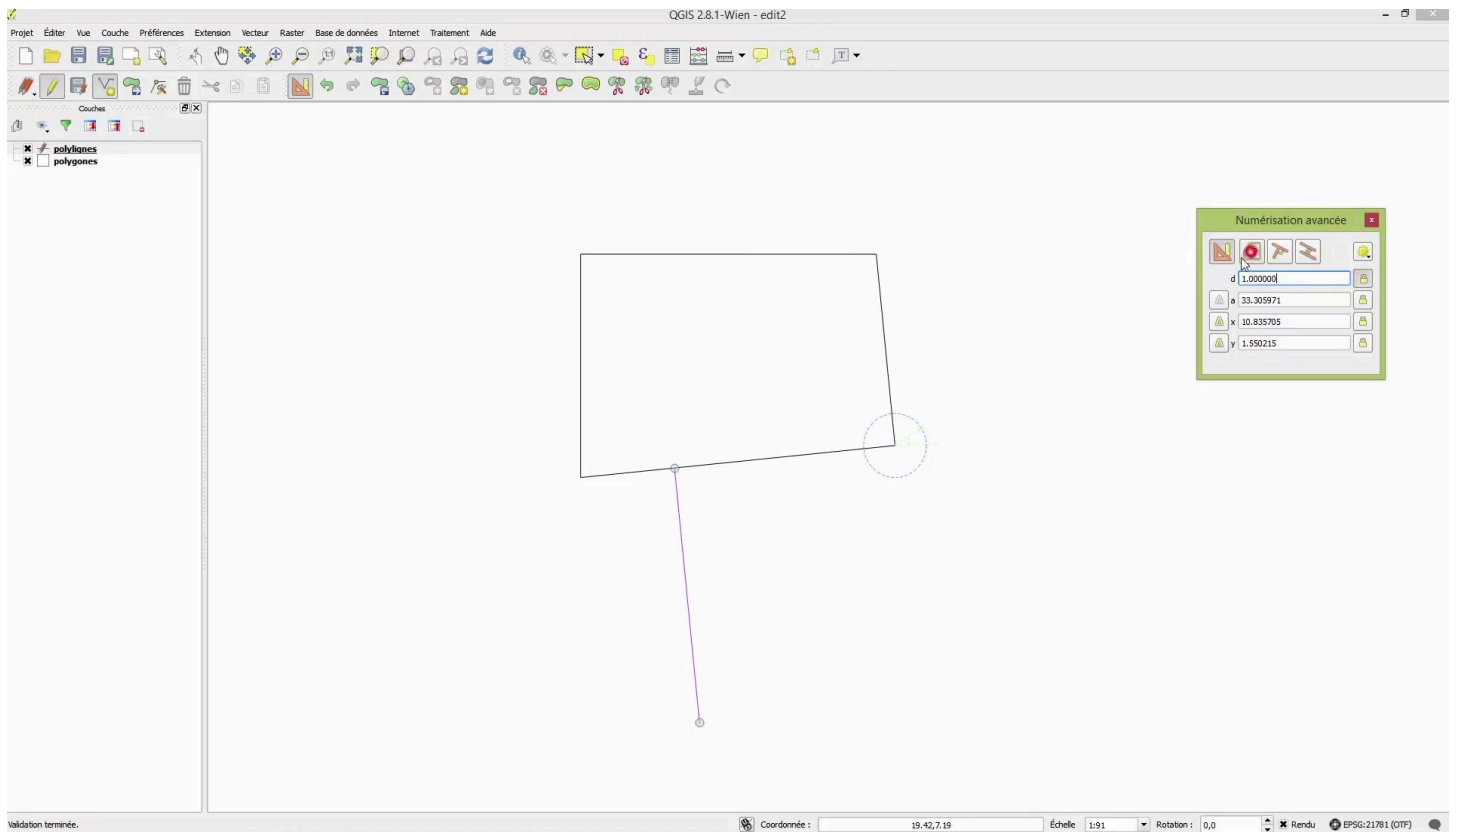 QGIS 2.8.1-Wien - edit2
Projet Éditer Vue Couche Préférences Extension Vecteur Raster Base de données Internet Traitement Aide
Couches
polylignes
polygones
Numérisation avancée
d 1.000000
a 33.305971
x 10.835705
y 1.550215
Validation terminée. Coordonnée : 19.42,7.19 Échelle 1:91 Rotation : 0,0 Rendu EPSG:21781 (OTF)